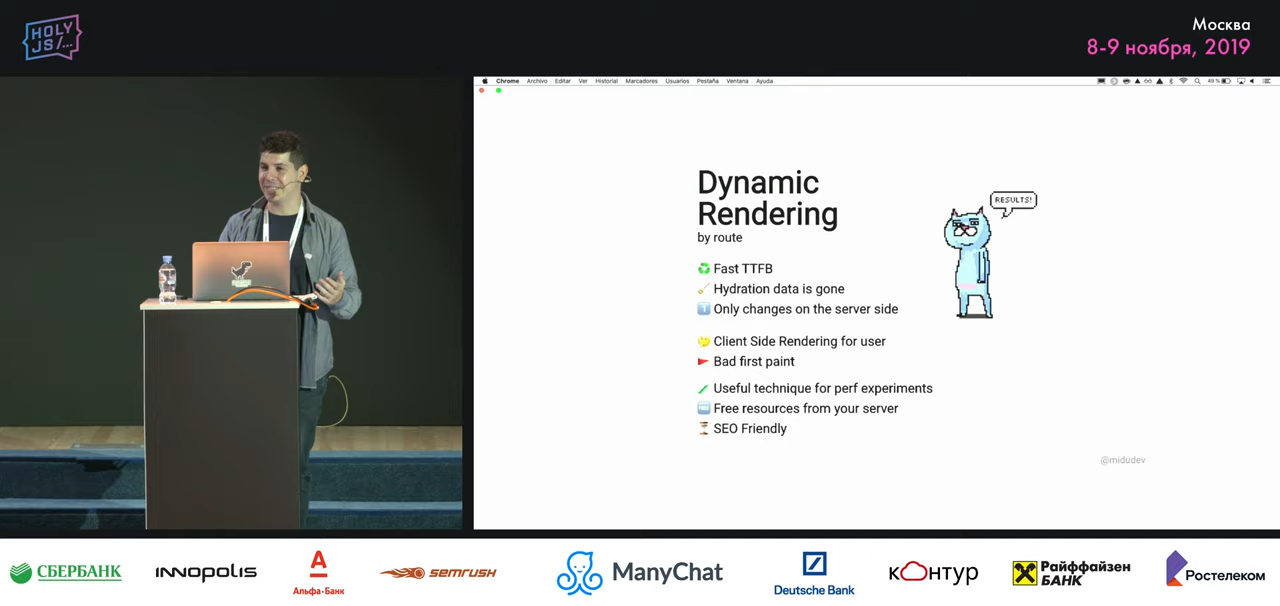 HOLY
JS/...
Москва
8-9 ноября, 2019
Chrome Archivo Editar Ver Historial Marcadores Usuarios Pestaña Ventana Ayuda
49 %
Dynamic
Rendering
by route
RESULTS!
Fast TTFB
Hydration data is gone
Only changes on the server side
Client Side Rendering for user
Bad first paint
Useful technique for perf experiments
Free resources from your server
SEO Friendly
@midudev
СБЕРБАНК
INNOPOLIS
А
Альфа·Банк
semrush
ManyChat
Deutsche Bank
кОнтур
Райффайзен
БАНК
Ростелеком